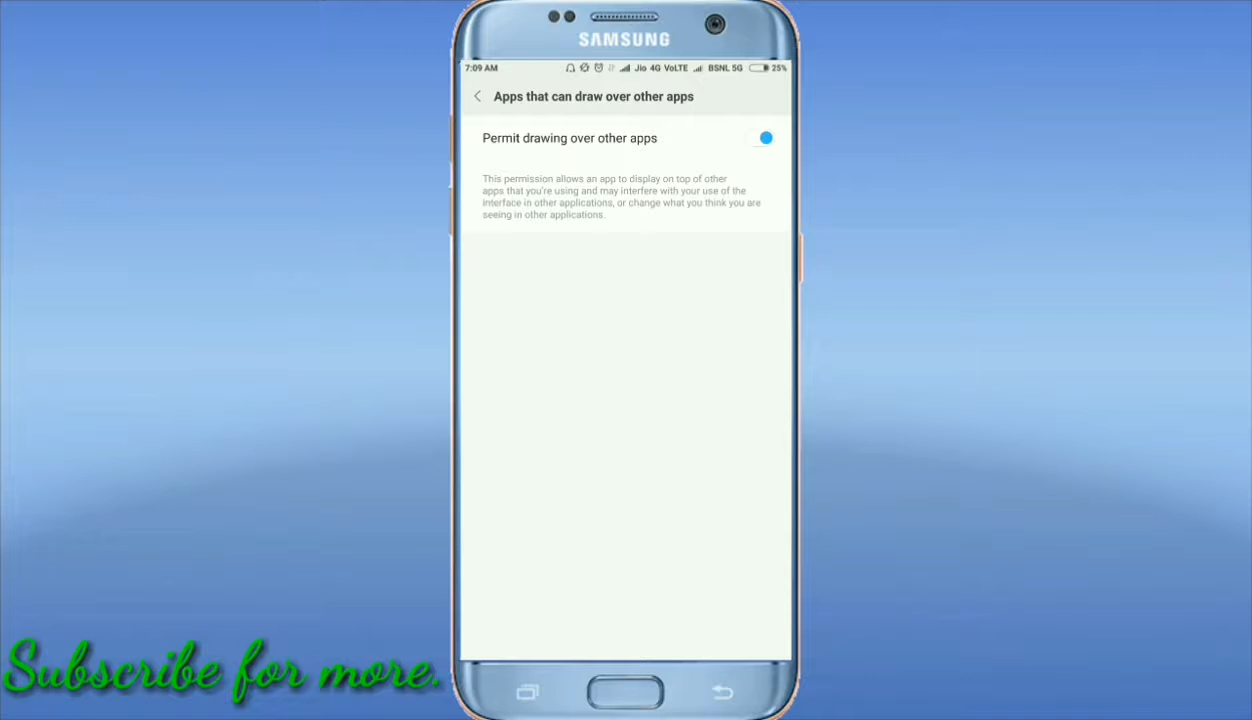 SAMSUNG
7:09 AM Jio 4G VoLTE BSNL 5G 25%
Apps that can draw over other apps
Permit drawing over other apps
This permission allows an app to display on top of other
apps that you're using and may interfere with your use of the
interface in other applications, or change what you think you are
seeing in other applications.
Subscribe for more.